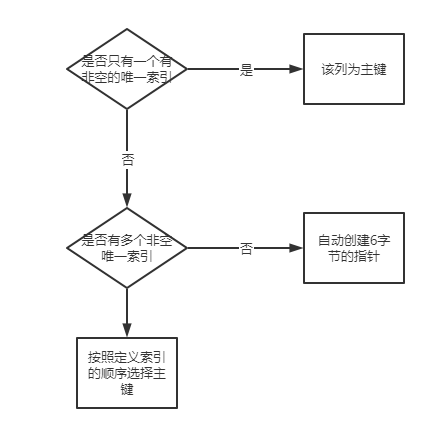 是否只有一个有
非空的唯一索引
是
该列为主键
否
是否有多个非空
唯一索引
否
自动创建6字
节的指针
按照定义索引
的顺序选择主
键